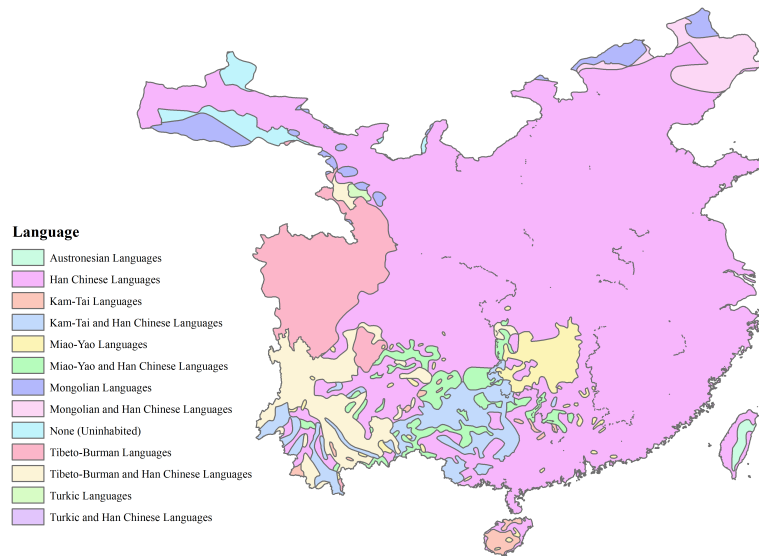 Language
Austronesian Languages
Han Chinese Languages
Kam-Tai Languages
Kam-Tai and Han Chinese Languages
Miao-Yao Languages
Miao-Yao and Han Chinese Languages
Mongolian Languages
Mongolian and Han Chinese Languages
None (Uninhabited)
Tibeto-Burman Languages
Tibeto-Burman and Han Chinese Languages
Turkic Languages
Turkic and Han Chinese Languages